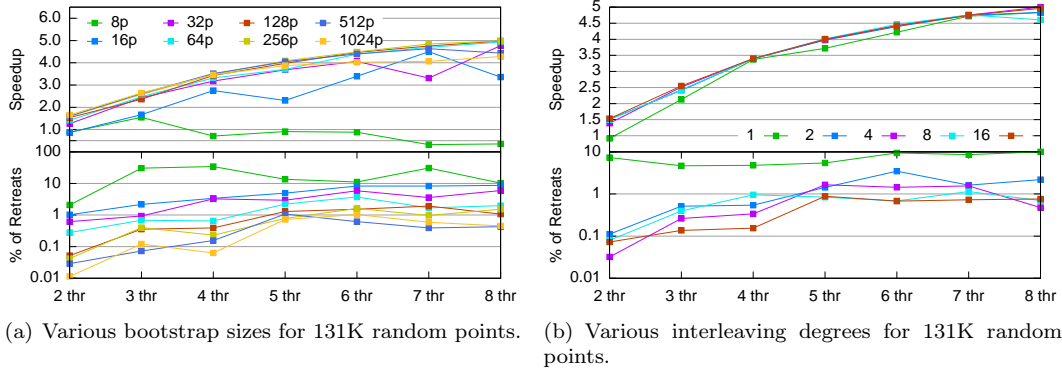 6.0
5.0
4.0
3.0
2.0
1.0
Speedup
8p 32p 128p 512p
16p 64p 256p 1024p
100
10
1
0.1
0.01
% of Retreats
2 thr 3 thr 4 thr 5 thr 6 thr 7 thr 8 thr
(a) Various bootstrap sizes for 131K random points.
5
4.5
4
3.5
3
2.5
2
1.5
1
Speedup
1 2 4 8 16
10
1
0.1
0.01
% of Retreats
2 thr 3 thr 4 thr 5 thr 6 thr 7 thr 8 thr
(b) Various interleaving degrees for 131K random
points.